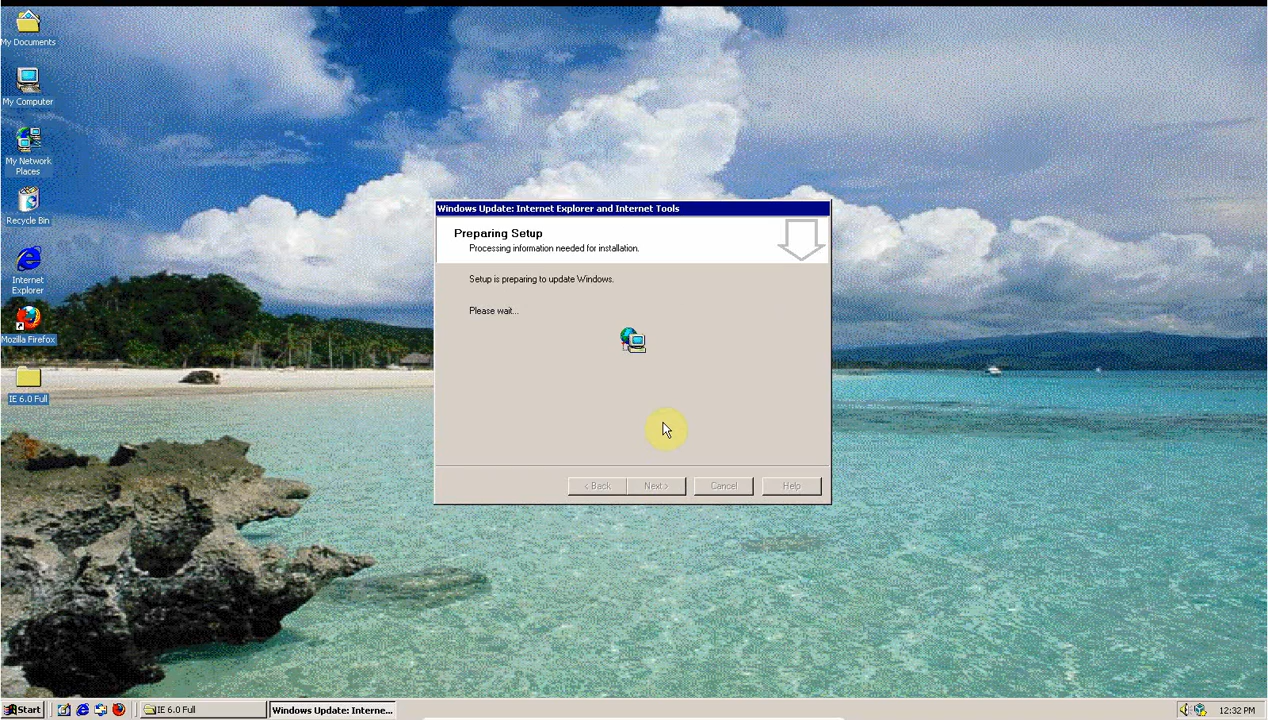 My Documents
My Computer
My Network
Places
Recycle Bin
Internet
Explorer
Mozilla Firefox
IE 6.0 Full
Windows Update: Internet Explorer and Internet Tools
Preparing Setup
Processing information needed for installation.
Setup is preparing to update Windows.
Please wait...
< Back
Next >
Cancel
Help
Start
IE 6.0 Full
Windows Update: Interne...
12:32 PM